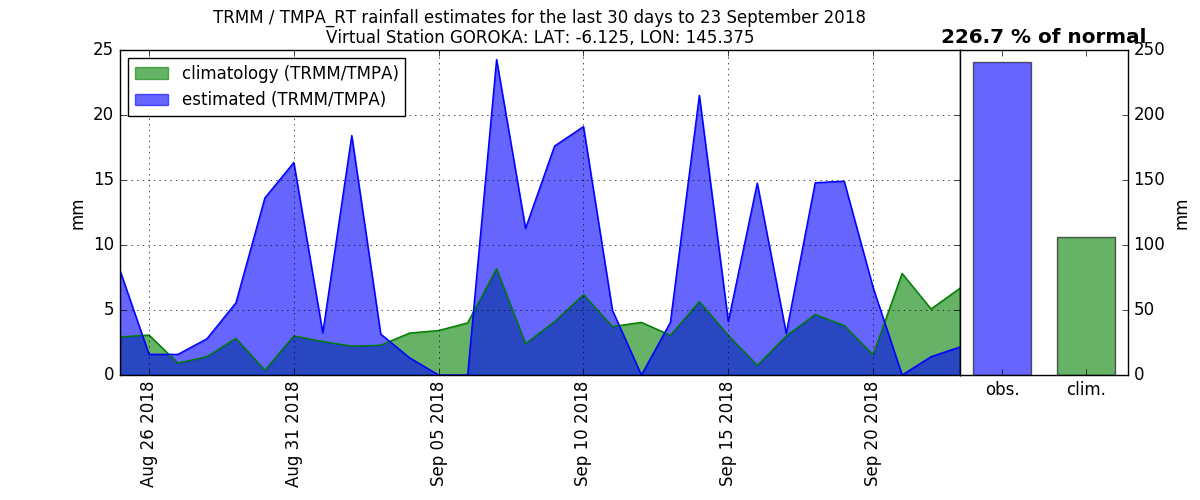 TRMM / TMPA_RT rainfall estimates for the last 30 days to 23 September 2018
Virtual Station GOROKA: LAT: -6.125, LON: 145.375
226.7 % of normal
climatology (TRMM/TMPA)
estimated (TRMM/TMPA)
25
20
15
10
5
0
mm
250
200
150
100
50
0
mm
Aug 26 2018
Aug 31 2018
Sep 05 2018
Sep 10 2018
Sep 15 2018
Sep 20 2018
obs.
clim.